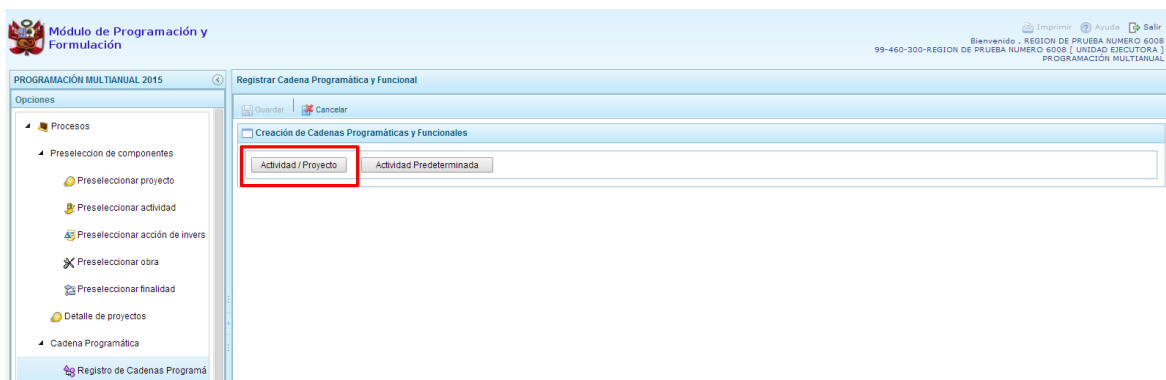 Módulo de Programación y
Formulación
Imprimir Ayuda Salir
Bienvenido , REGION DE PRUEBA NUMERO 6008
99-460-300-REGION DE PRUEBA NUMERO 6008 [ UNIDAD EJECUTORA ]
PROGRAMACIÓN MULTIANUAL
PROGRAMACIÓN MULTIANUAL 2015
Opciones
Procesos
Preseleccion de componentes
Preseleccionar proyecto
Preseleccionar actividad
Preseleccionar acción de invers
Preseleccionar obra
Preseleccionar finalidad
Detalle de proyectos
Cadena Programática
Registro de Cadenas Programá
Registrar Cadena Programática y Funcional
Guardar Cancelar
Creación de Cadenas Programáticas y Funcionales
Actividad / Proyecto Actividad Predeterminada